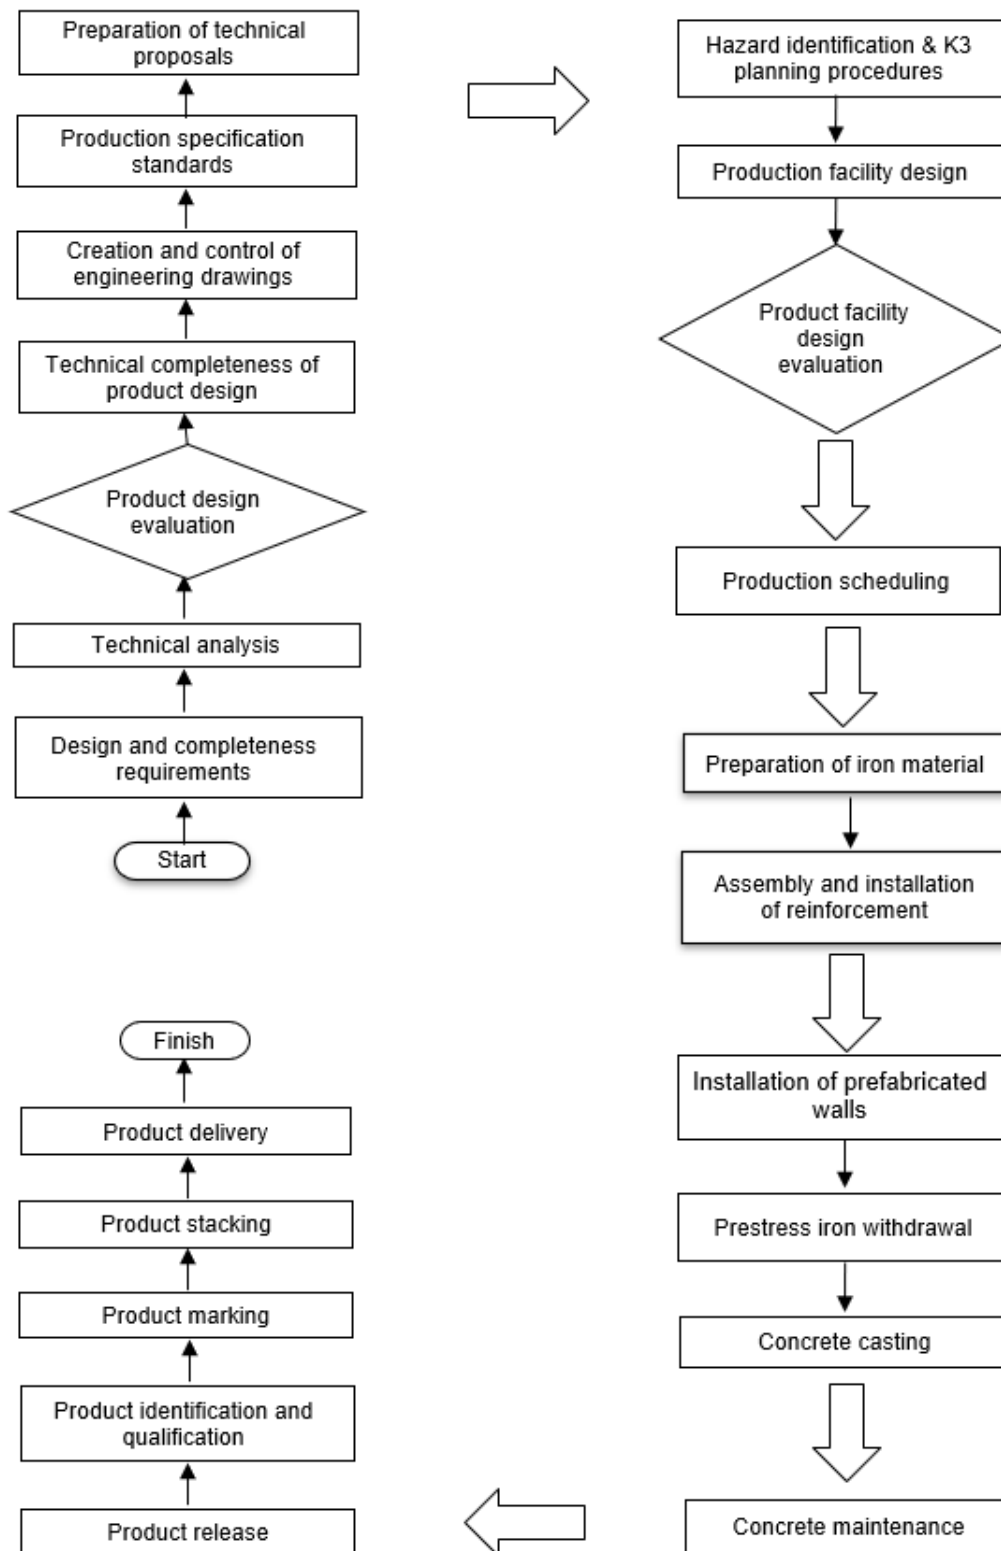 Preparation of technical
proposals
Production specification
standards
Creation and control of
engineering drawings
Technical completeness of
product design
Product design
evaluation
Technical analysis
Design and completeness
requirements
Start
Finish
Product delivery
Product stacking
Product marking
Product identification and
qualification
Product release
Hazard identification & K3
planning procedures
Production facility design
Product facility
design
evaluation
Production scheduling
Preparation of iron material
Assembly and installation
of reinforcement
Installation of prefabricated
walls
Prestress iron withdrawal
Concrete casting
Concrete maintenance